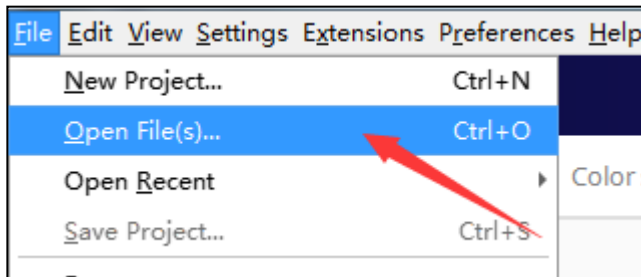 File Edit View Settings Extensions Preferences Help
New Project... Ctrl+N
Open File(s)... Ctrl+O
Open Recent
Color
Save Project... Ctrl+S